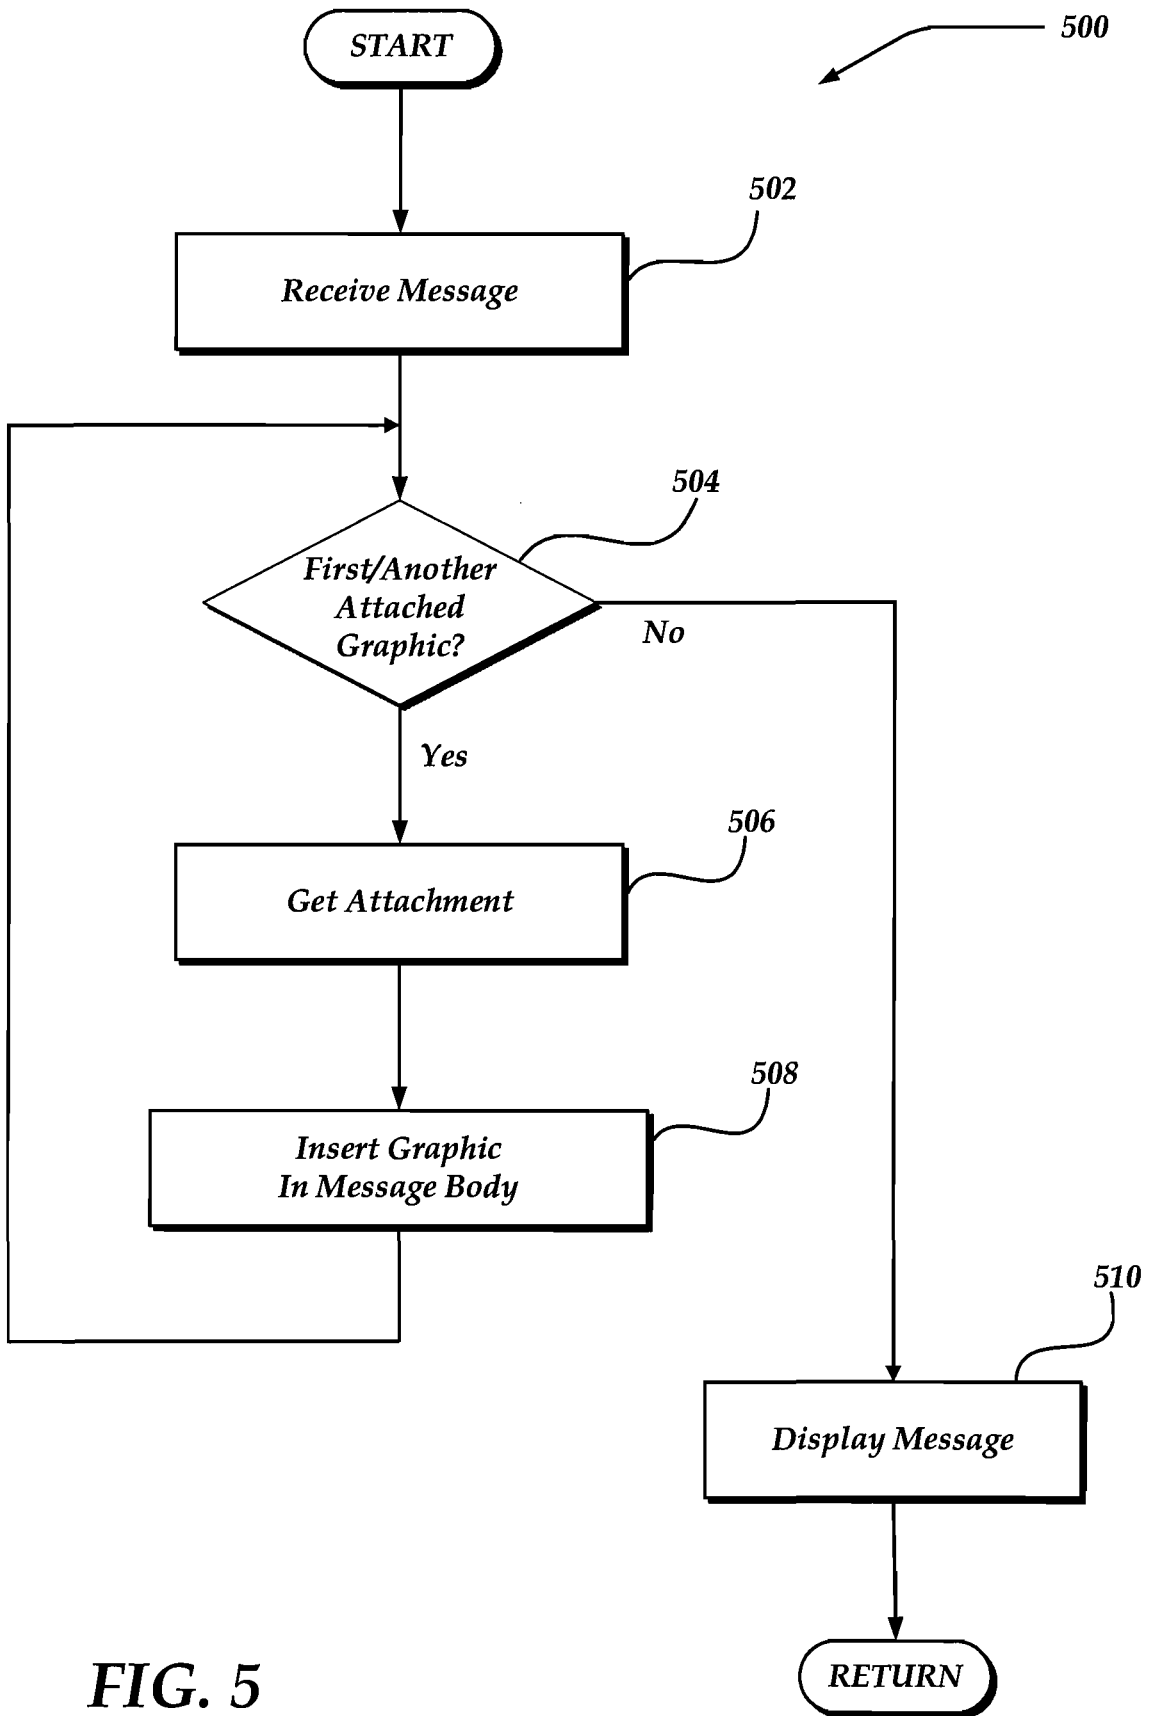 START
500
502
Receive Message
504
First/Another
Attached
Graphic?
No
Yes
506
Get Attachment
508
Insert Graphic
In Message Body
510
Display Message
RETURN
FIG. 5